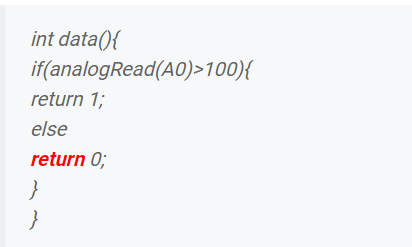 int data(){
if(analogRead(A0)>100){
return 1;
else
return 0;
}
}